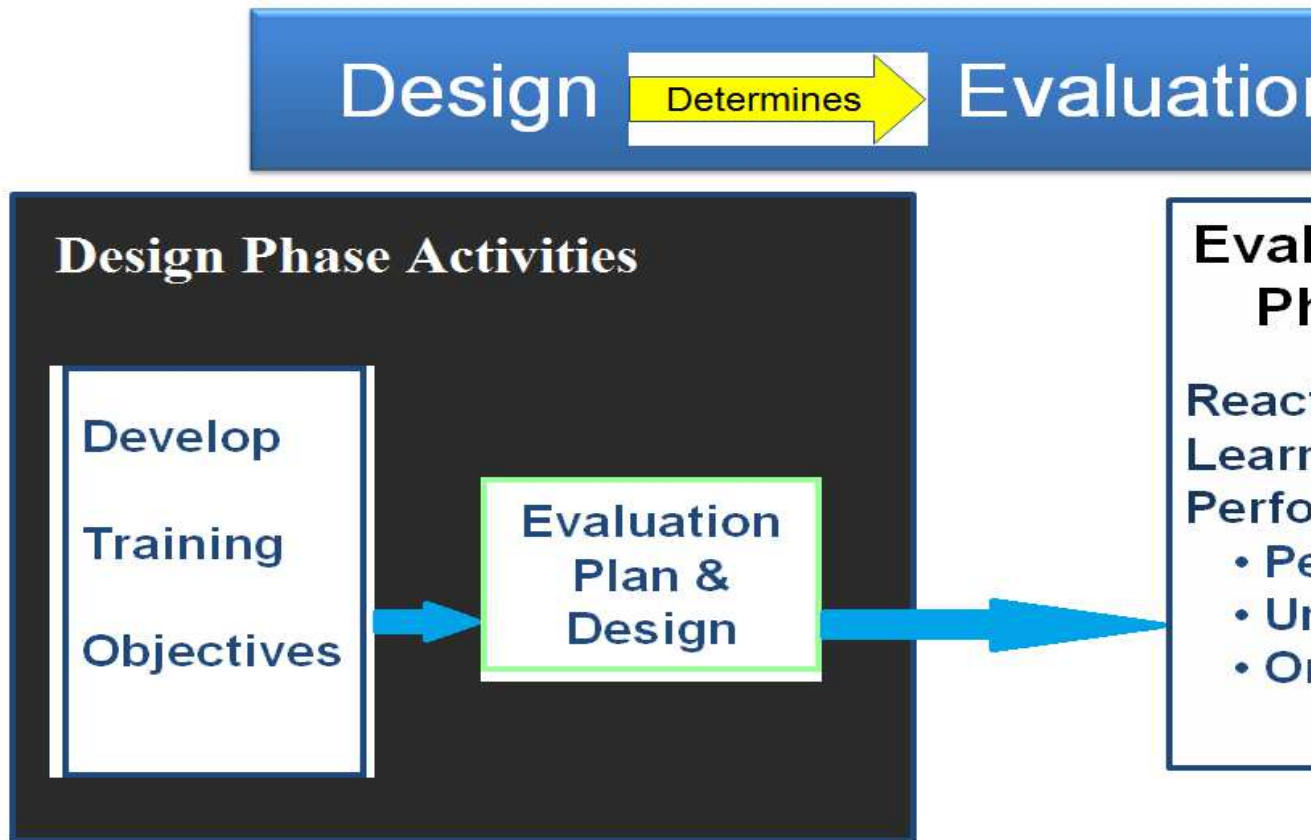 Design Determines Evaluation
Design Phase Activities
Develop
Training
Objectives
Evaluation
Plan &
Design
Eval
Ph
React
Learn
Perfo
• Pe
• Un
• Or